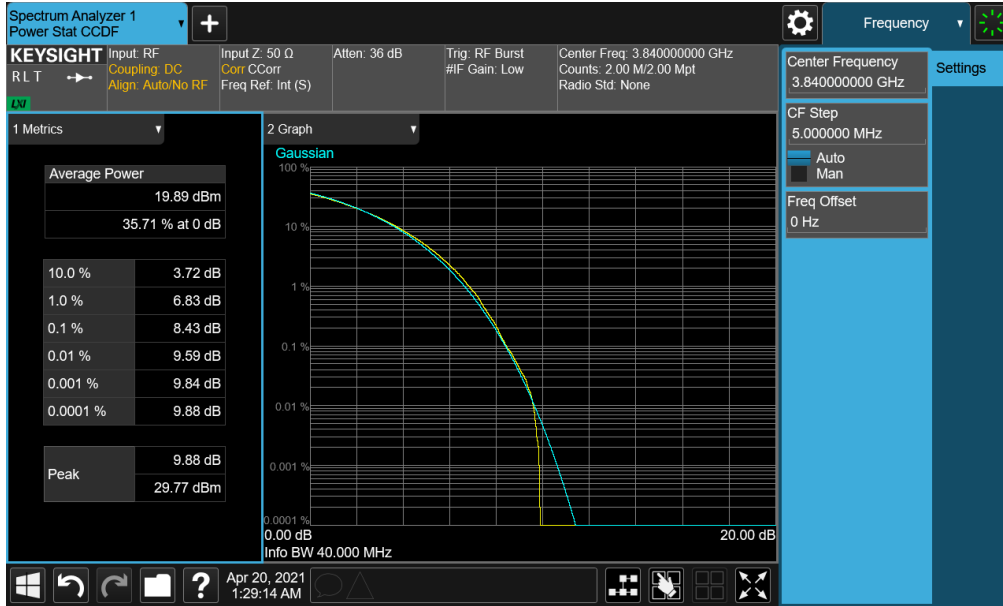 Spectrum Analyzer 1
Power Stat CCDF
Frequency
KEYSIGHT
RLT
LXI
Input: RF
Coupling: DC
Align: Auto/No RF
Input Z: 50 Ω
Corr CCorr
Freq Ref: Int (S)
Atten: 36 dB
Trig: RF Burst
#IF Gain: Low
Center Freq: 3.840000000 GHz
Counts: 2.00 M/2.00 Mpt
Radio Std: None
Center Frequency
3.840000000 GHz
Settings
CF Step
5.000000 MHz
Auto
Man
Freq Offset
0 Hz
1 Metrics
Average Power
19.89 dBm
35.71 % at 0 dB
10.0 % 3.72 dB
1.0 % 6.83 dB
0.1 % 8.43 dB
0.01 % 9.59 dB
0.001 % 9.84 dB
0.0001 % 9.88 dB
Peak
9.88 dB
29.77 dBm
2 Graph
Gaussian
100 %
10 %
1 %
0.1 %
0.01 %
0.001 %
0.0001 %
0.00 dB 20.00 dB
Info BW 40.000 MHz
?
Apr 20, 2021
1:29:14 AM